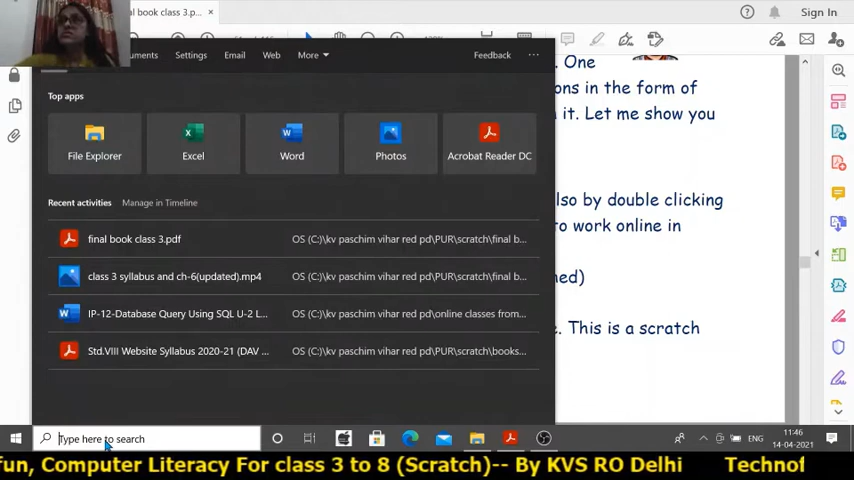 final book class 3.p... ×
Sign In
uments Settings Email Web More Feedback ...
Top apps
File Explorer Excel Word Photos Acrobat Reader DC
Recent activities Manage in Timeline
final book class 3.pdf OS (C:)\kv paschim vihar red pd\PUR\scratch\final b...
class 3 syllabus and ch-6(updated).mp4 OS (C:)\kv paschim vihar red pd\PUR\scratch\final b...
IP-12-Database Query Using SQL U-2 L... OS (C:)\kv paschim vihar red pd\online classes from...
Std.VIII Website Syllabus 2020-21 (DAV ... OS (C:)\kv paschim vihar red pd\PUR\scratch\books...
. One
ons in the form of
it. Let me show you
lso by double clicking
to work online in
ned)
e. This is a scratch
Type here to search
ENG
11:46
14-04-2021
fun, Computer Literacy For class 3 to 8 (Scratch)-- By KVS RO Delhi Technof